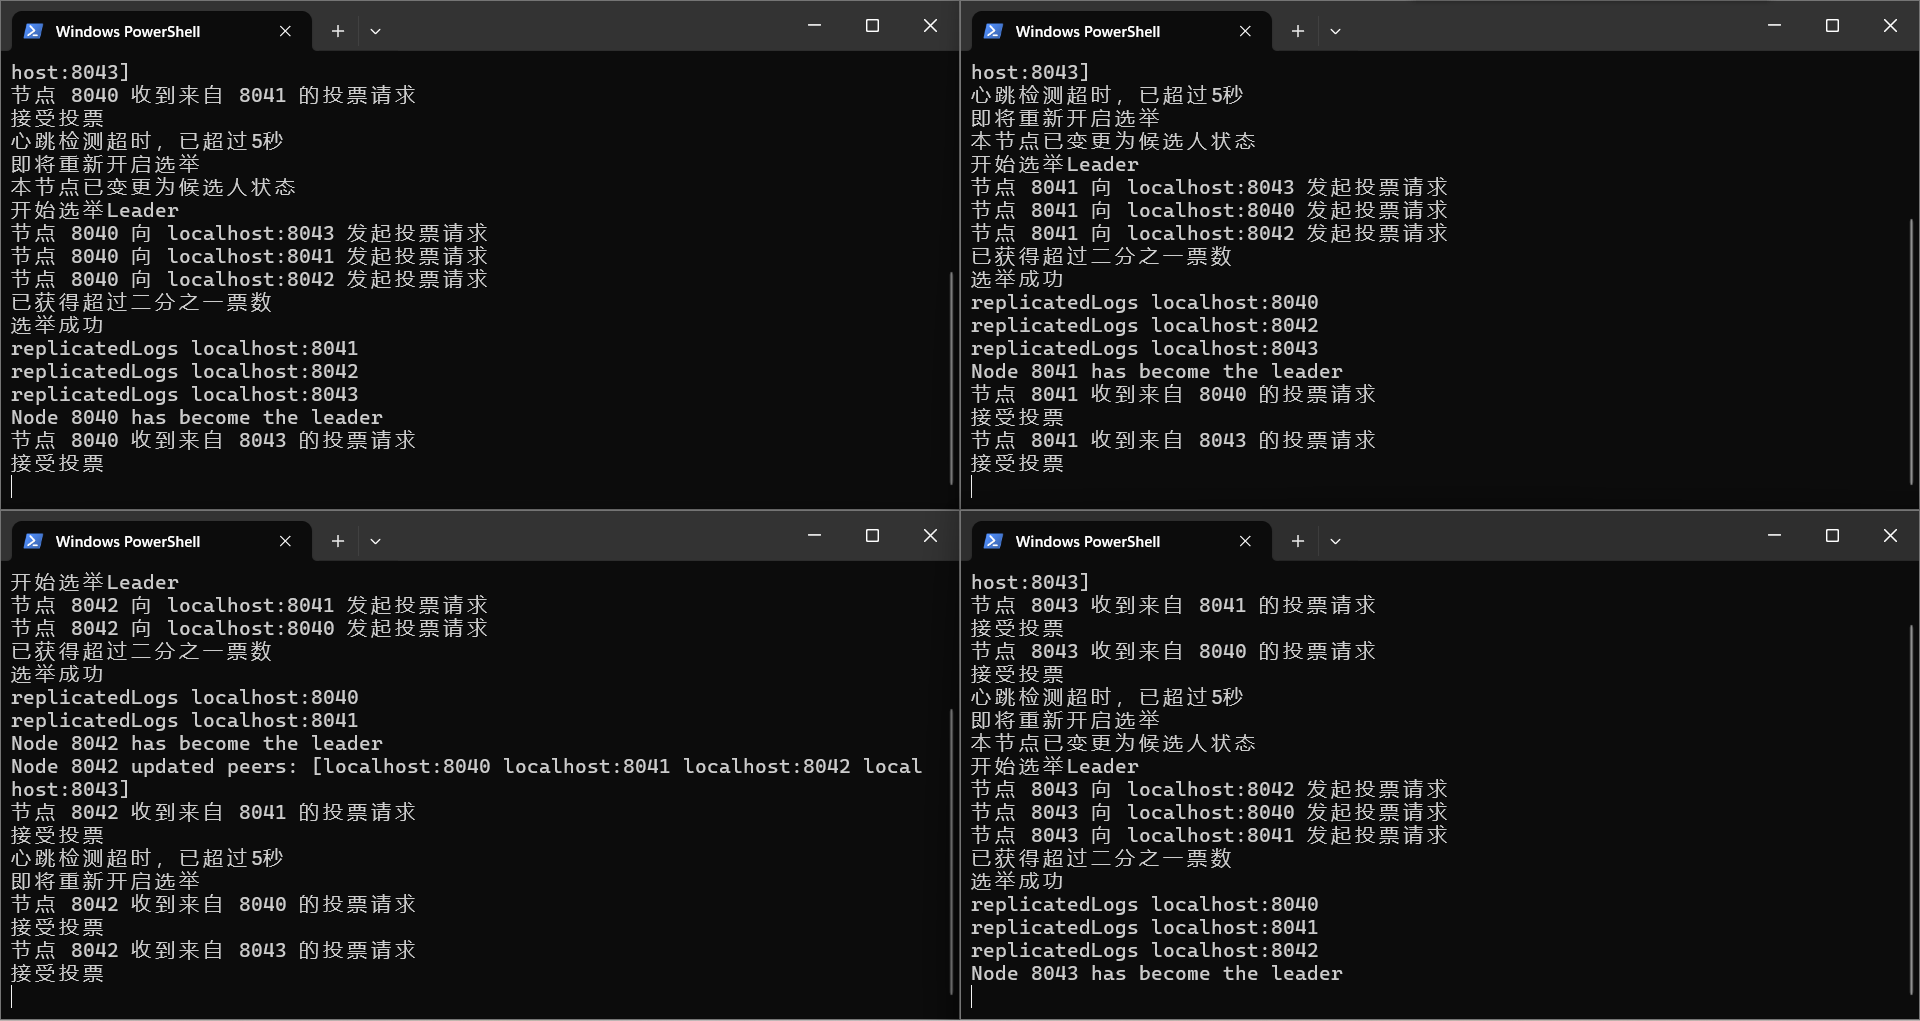 Windows PowerShell
host:8043]
节点 8040 收到来自 8041 的投票请求
接受投票
心跳检测超时，已超过5秒
即将重新开启选举
本节点已变更为候选人状态
开始选举Leader
节点 8040 向 localhost:8043 发起投票请求
节点 8040 向 localhost:8041 发起投票请求
节点 8040 向 localhost:8042 发起投票请求
已获得超过二分之一票数
选举成功
replicatedLogs localhost:8041
replicatedLogs localhost:8042
replicatedLogs localhost:8043
Node 8040 has become the leader
节点 8040 收到来自 8043 的投票请求
接受投票
Windows PowerShell
host:8043]
心跳检测超时，已超过5秒
即将重新开启选举
本节点已变更为候选人状态
开始选举Leader
节点 8041 向 localhost:8043 发起投票请求
节点 8041 向 localhost:8040 发起投票请求
节点 8041 向 localhost:8042 发起投票请求
已获得超过二分之一票数
选举成功
replicatedLogs localhost:8040
replicatedLogs localhost:8042
replicatedLogs localhost:8043
Node 8041 has become the leader
节点 8041 收到来自 8040 的投票请求
接受投票
节点 8041 收到来自 8043 的投票请求
接受投票
Windows PowerShell
开始选举Leader
节点 8042 向 localhost:8041 发起投票请求
节点 8042 向 localhost:8040 发起投票请求
已获得超过二分之一票数
选举成功
replicatedLogs localhost:8040
replicatedLogs localhost:8041
Node 8042 has become the leader
Node 8042 updated peers: [localhost:8040 localhost:8041 localhost:8042 local
host:8043]
节点 8042 收到来自 8041 的投票请求
接受投票
心跳检测超时，已超过5秒
即将重新开启选举
节点 8042 收到来自 8040 的投票请求
接受投票
节点 8042 收到来自 8043 的投票请求
接受投票
Windows PowerShell
host:8043]
节点 8043 收到来自 8041 的投票请求
接受投票
节点 8043 收到来自 8040 的投票请求
接受投票
心跳检测超时，已超过5秒
即将重新开启选举
本节点已变更为候选人状态
开始选举Leader
节点 8043 向 localhost:8042 发起投票请求
节点 8043 向 localhost:8040 发起投票请求
节点 8043 向 localhost:8041 发起投票请求
已获得超过二分之一票数
选举成功
replicatedLogs localhost:8040
replicatedLogs localhost:8041
replicatedLogs localhost:8042
Node 8043 has become the leader